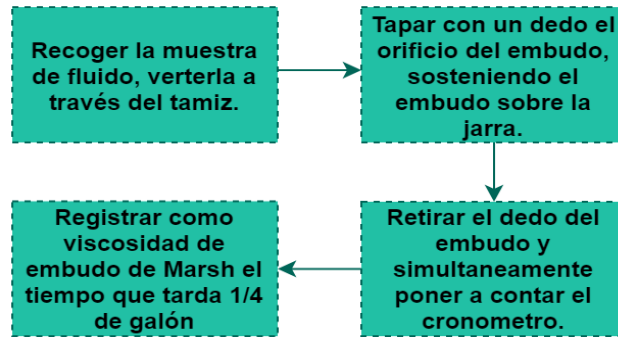 Recoger la muestra
de fluido, verterla a
través del tamiz.
Tapar con un dedo el
orificio del embudo,
sosteniendo el
embudo sobre la
jarra.
Retirar el dedo del
embudo y
simultaneamente
poner a contar el
cronometro.
Registrar como
viscosidad de
embudo de Marsh el
tiempo que tarda 1/4
de galón